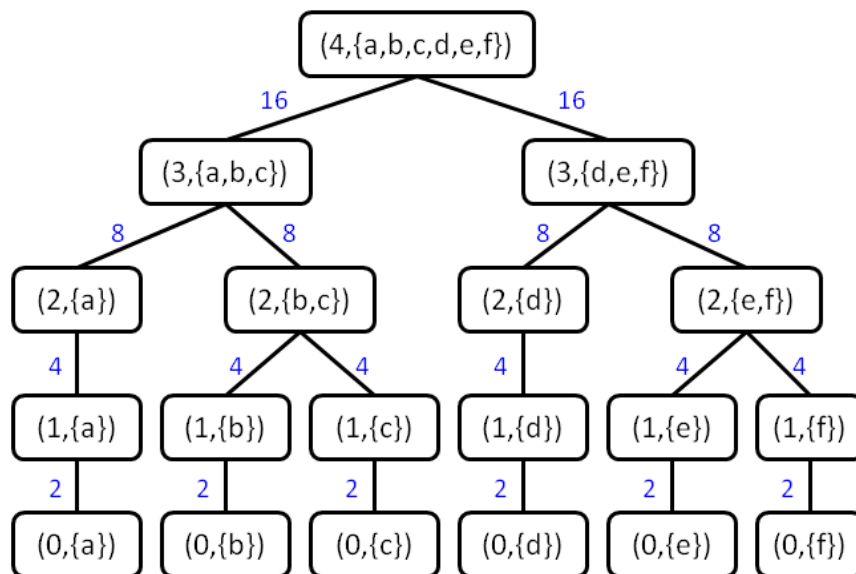 (4,{a,b,c,d,e,f})
16 16
(3,{a,b,c}) (3,{d,e,f})
8 8 8 8
(2,{a}) (2,{b,c}) (2,{d}) (2,{e,f})
4 4 4 4 4 4
(1,{a}) (1,{b}) (1,{c}) (1,{d}) (1,{e}) (1,{f})
2 2 2 2 2 2
(0,{a}) (0,{b}) (0,{c}) (0,{d}) (0,{e}) (0,{f})